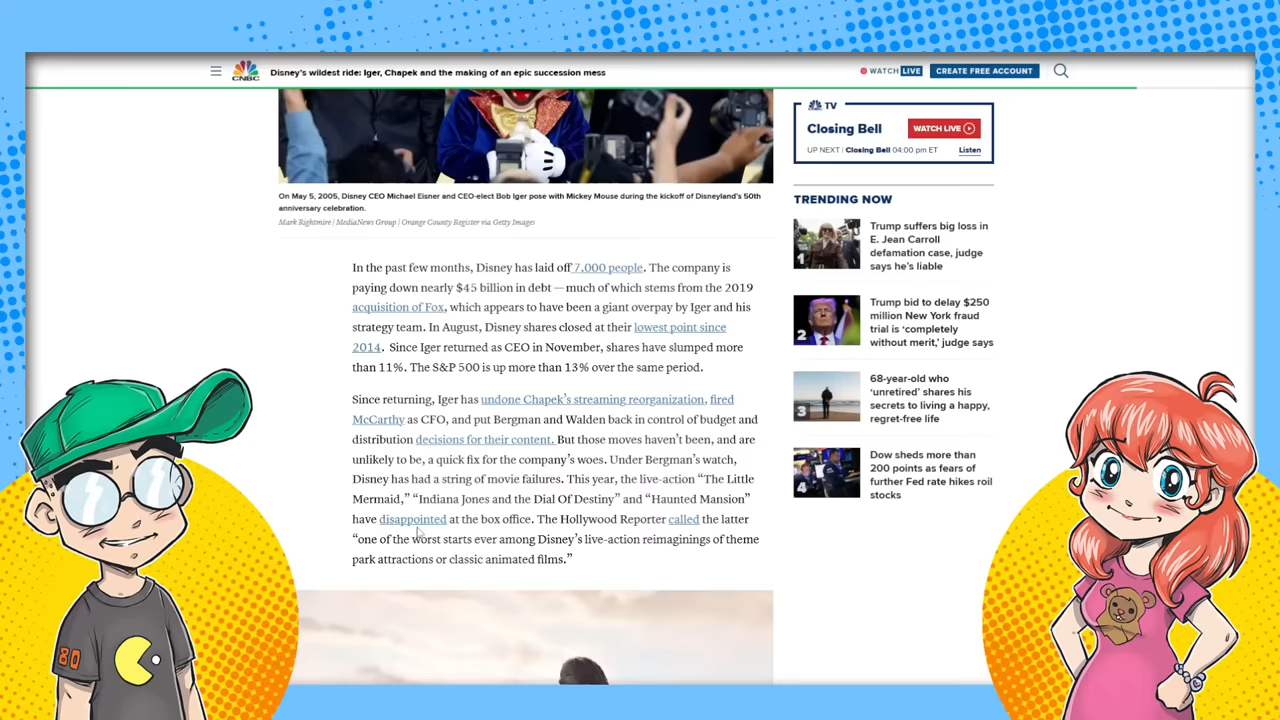 CNBC
Disney's wildest ride: Iger, Chapek and the making of an epic succession mess
WATCH LIVE
CREATE FREE ACCOUNT
On May 5, 2005, Disney CEO Michael Eisner and CEO-elect Bob Iger pose with Mickey Mouse during the kickoff of Disneyland's 50th
anniversary celebration.
Mark Rightmire | MediaNews Group | Orange County Register via Getty Images
In the past few months, Disney has laid off 7,000 people. The company is
paying down nearly $45 billion in debt — much of which stems from the 2019
acquisition of Fox, which appears to have been a giant overpay by Iger and his
strategy team. In August, Disney shares closed at their lowest point since
2014. Since Iger returned as CEO in November, shares have slumped more
than 11%. The S&P 500 is up more than 13% over the same period.
Since returning, Iger has undone Chapek's streaming reorganization, fired
McCarthy as CFO, and put Bergman and Walden back in control of budget and
distribution decisions for their content. But those moves haven't been, and are
unlikely to be, a quick fix for the company's woes. Under Bergman's watch,
Disney has had a string of movie failures. This year, the live-action "The Little
Mermaid," "Indiana Jones and the Dial Of Destiny" and "Haunted Mansion"
have disappointed at the box office. The Hollywood Reporter called the latter
"one of the worst starts ever among Disney's live-action reimaginings of theme
park attractions or classic animated films."
TV
Closing Bell
WATCH LIVE
UP NEXT | Closing Bell 04:00 pm ET
Listen
TRENDING NOW
1
Trump suffers big loss in
E. Jean Carroll
defamation case, judge
says he's liable
2
Trump bid to delay $250
million New York fraud
trial is 'completely
without merit,' judge says
3
68-year-old who
'unretired' shares his
secrets to living a happy,
regret-free life
4
Dow sheds more than
200 points as fears of
further Fed rate hikes roil
stocks
80